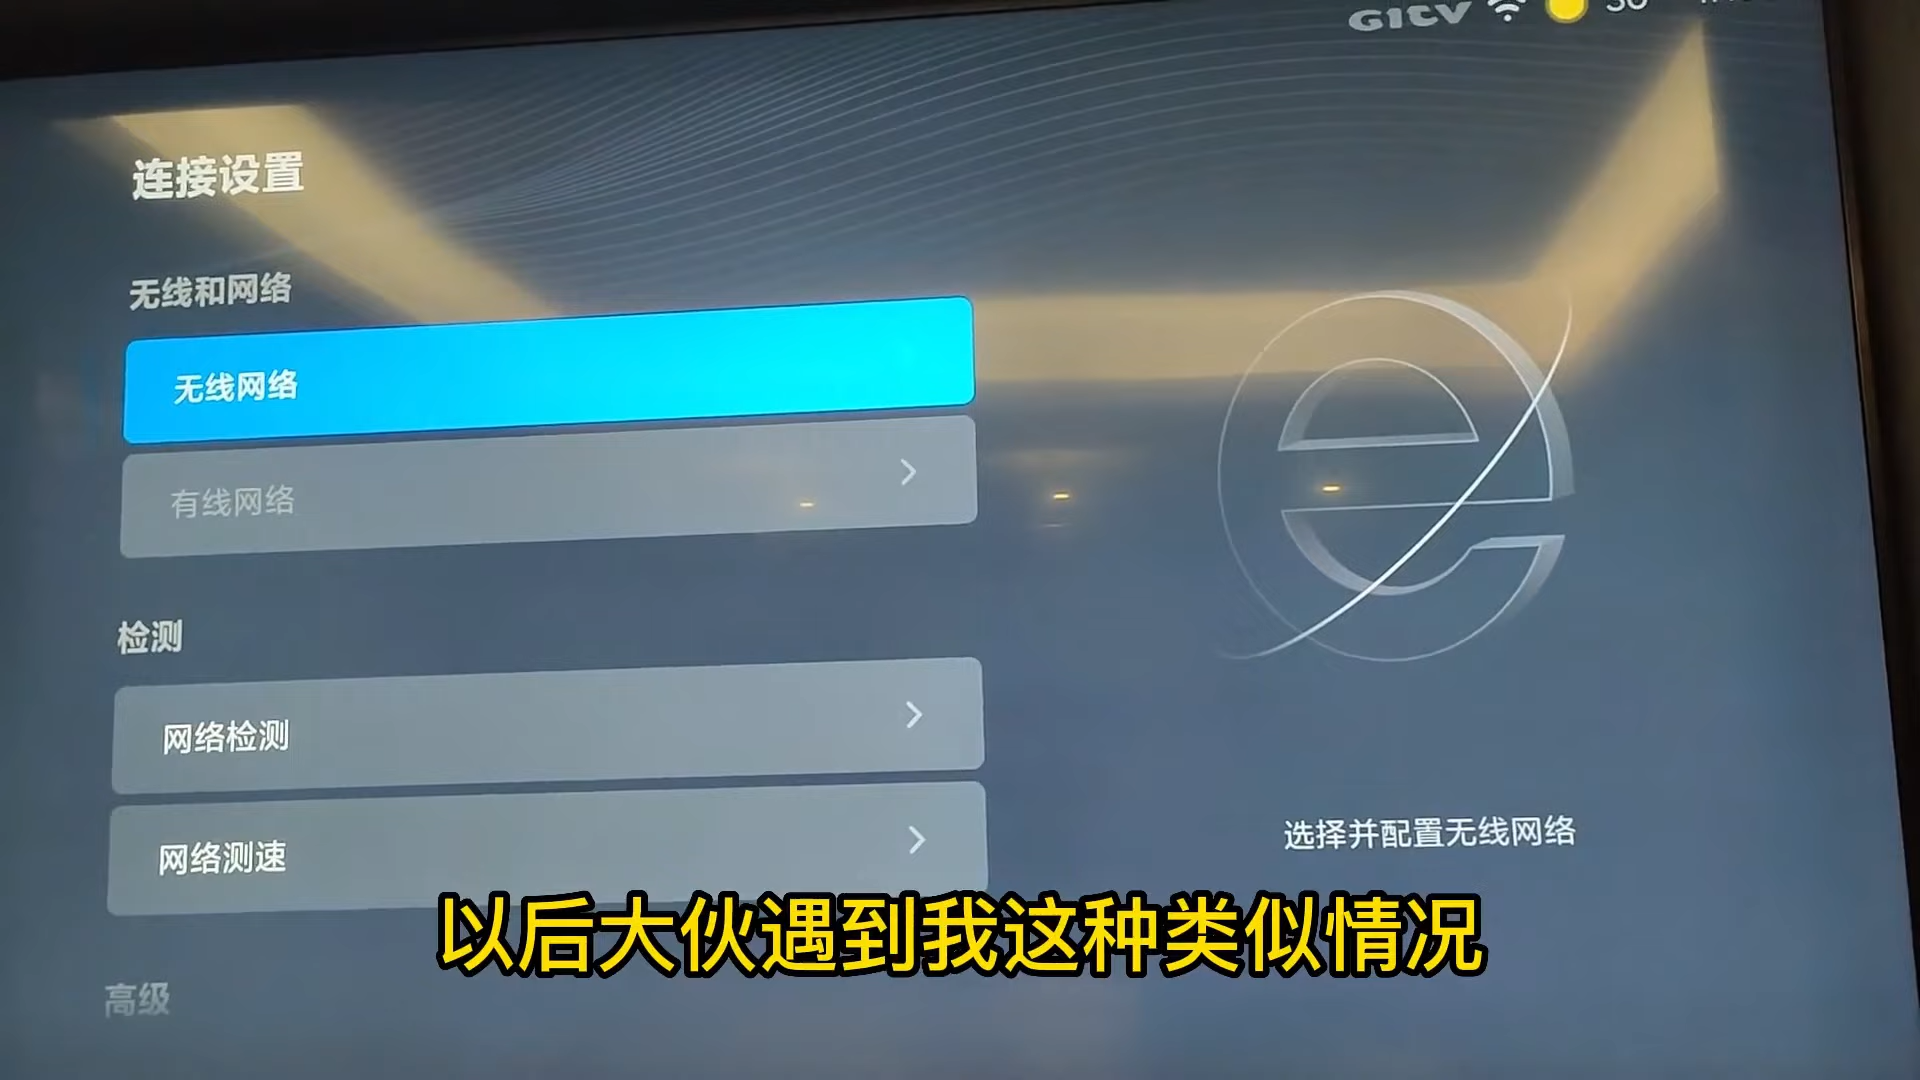 GITV
连接设置
无线和网络
无线网络
有线网络
检测
网络检测
网络测速
选择并配置无线网络
以后大伙遇到我这种类似情况
高级